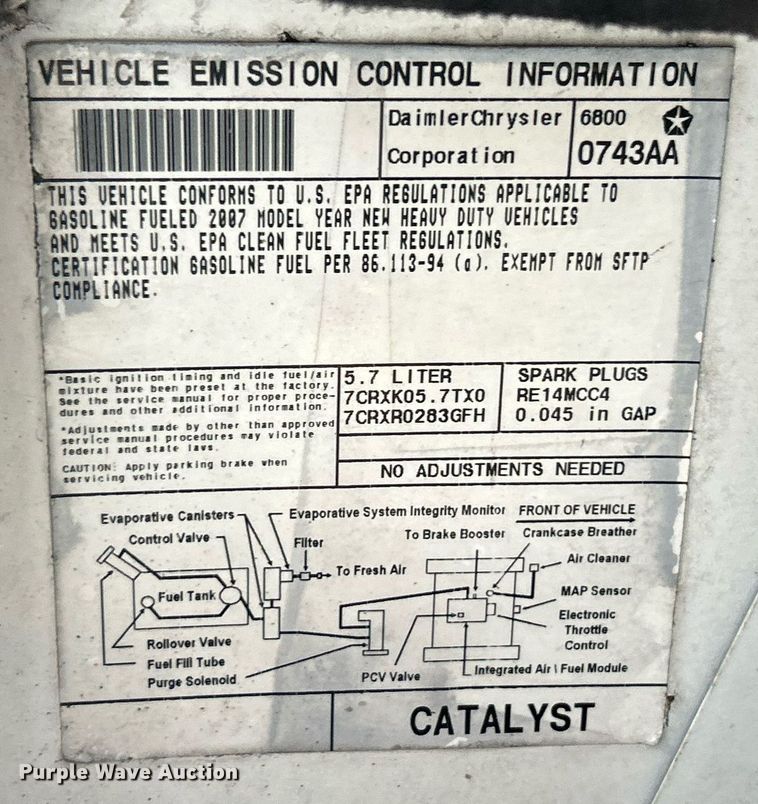 VEHICLE EMISSION CONTROL INFORMATION
DaimlerChrysler
Corporation
6800
0743AA
THIS VEHICLE CONFORMS TO U.S. EPA REGULATIONS APPLICABLE TO
GASOLINE FUELED 2007 MODEL YEAR NEW HEAVY DUTY VEHICLES
AND MEETS U.S. EPA CLEAN FUEL FLEET REGULATIONS.
CERTIFICATION GASOLINE FUEL PER 86.113-94 (a). EXEMPT FROM SFTP
COMPLIANCE.
*Basic ignition timing and idle fuel/air
mixture have been preset at the factory.
See the service manual for proper proce-
dures and other additional information.
*Adjustments made by other than approved
service manual procedures may violate
federal and state laws.
CAUTION: Apply parking brake when
servicing vehicle.
5.7 LITER
7CRXK05.7TX0
7CRXR0283GFH
SPARK PLUGS
RE14MCC4
0.045 in GAP
NO ADJUSTMENTS NEEDED
Evaporative Canisters
Evaporative System Integrity Monitor
FRONT OF VEHICLE
Control Valve
Filter
To Brake Booster
Crankcase Breather
To Fresh Air
Air Cleaner
Fuel Tank
MAP Sensor
Electronic
Throttle
Control
Rollover Valve
Fuel Fill Tube
Purge Solenoid
PCV Valve
Integrated Air \ Fuel Module
CATALYST
Purple Wave Auction